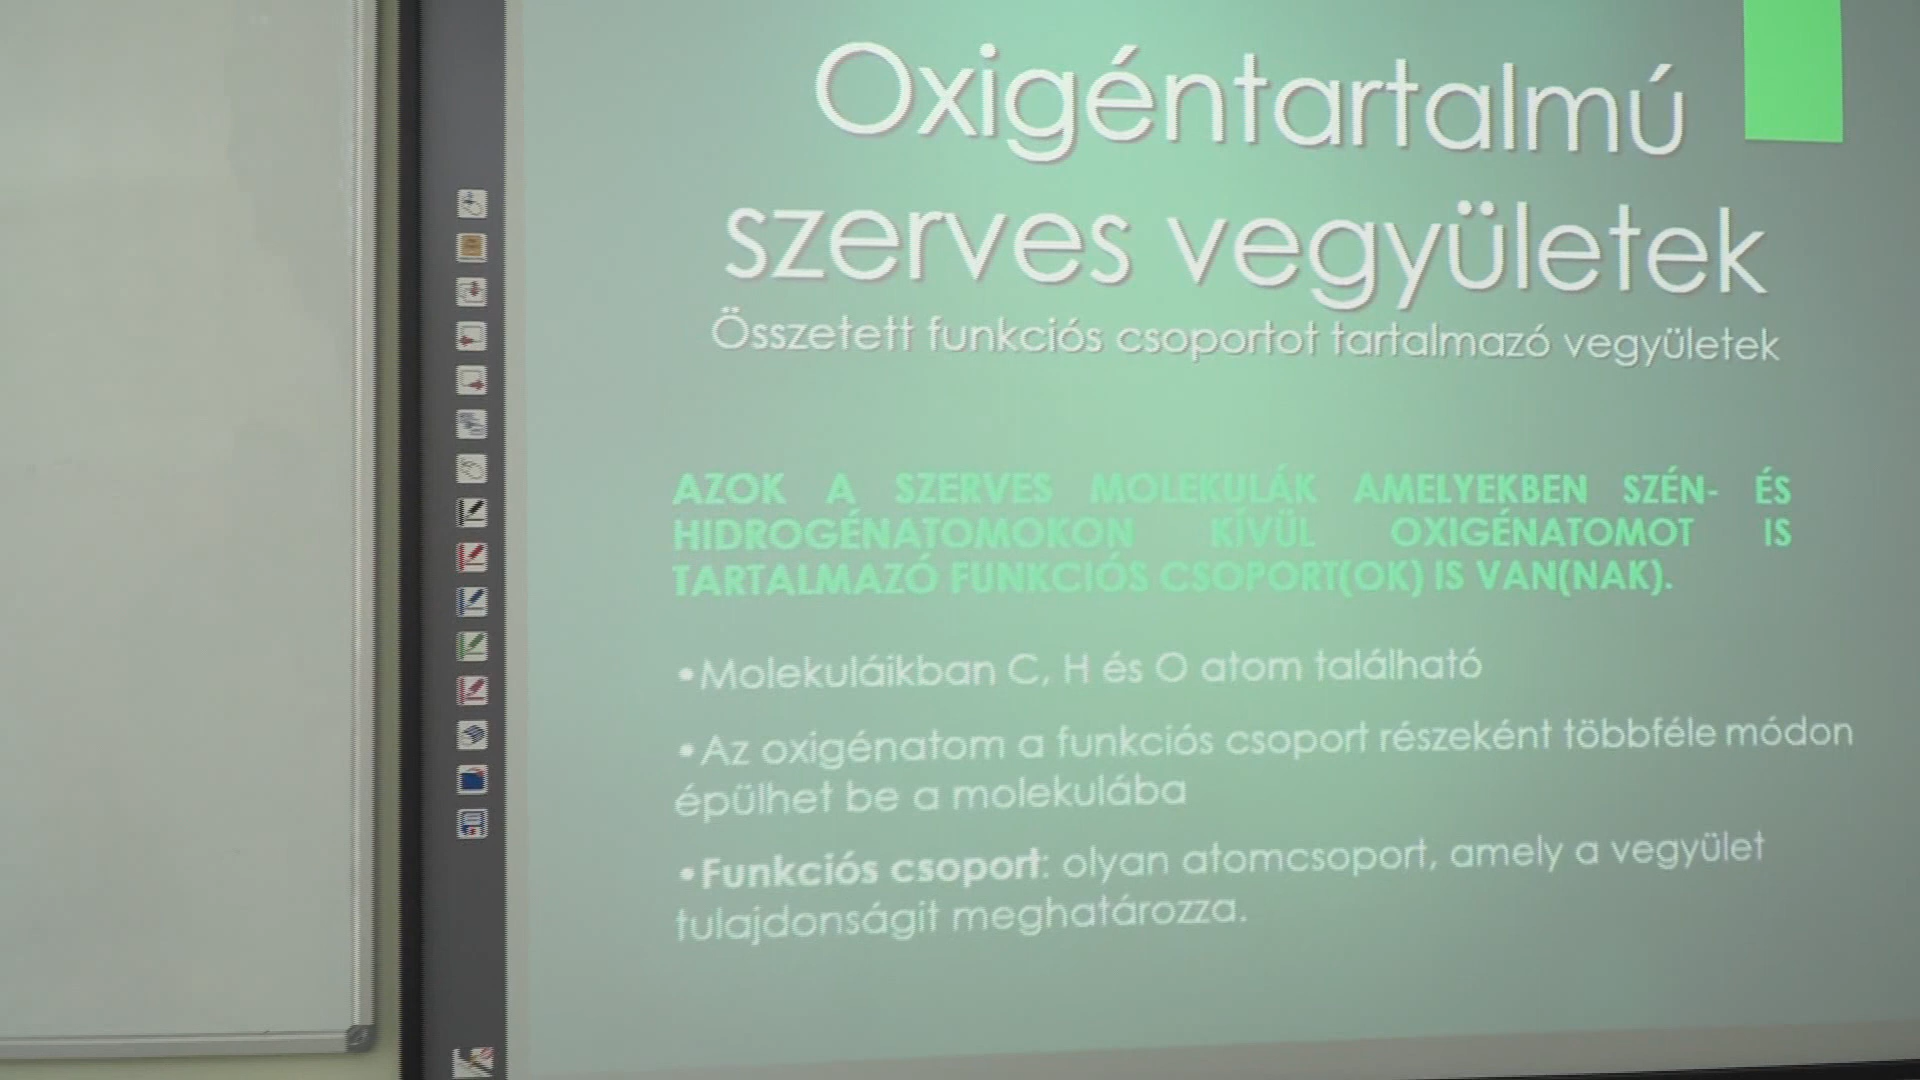 Oxigéntartalmú
szerves vegyületek
Összetett funkciós csoportot tartalmazó vegyületek
AZOK A SZERVES MOLEKULÁK AMELYEKBEN SZÉN- ÉS
HIDROGÉNATOMOKON KÍVÜL OXIGÉNATOMOT IS
TARTALMAZÓ FUNKCIÓS CSOPORT(OK) IS VAN(NAK).
•Molekuláikban C, H és O atom található
•Az oxigénatom a funkciós csoport részeként többféle módon
épülhet be a molekulába
•Funkciós csoport: olyan atomcsoport, amely a vegyület
tulajdonságit meghatározza.